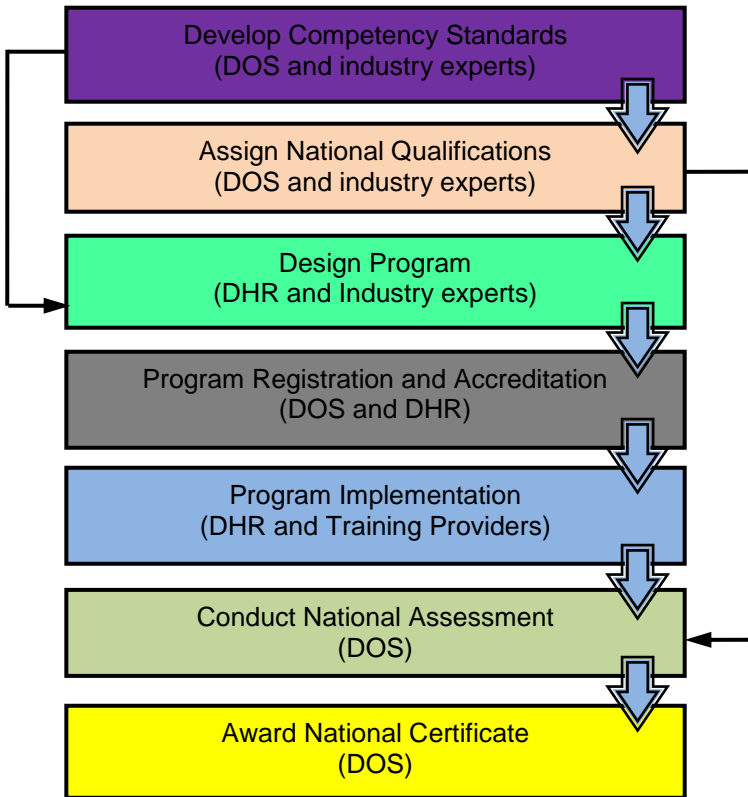 Develop Competency Standards
(DOS and industry experts)
Assign National Qualifications
(DOS and industry experts)
Design Program
(DHR and Industry experts)
Program Registration and Accreditation
(DOS and DHR)
Program Implementation
(DHR and Training Providers)
Conduct National Assessment
(DOS)
Award National Certificate
(DOS)